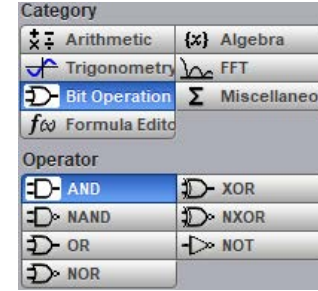 Category
Arithmetic {x} Algebra
Trigonometry FFT
Bit Operation Σ Miscellaneo
f(x) Formula Edito
Operator
AND XOR
NAND NXOR
OR NOT
NOR